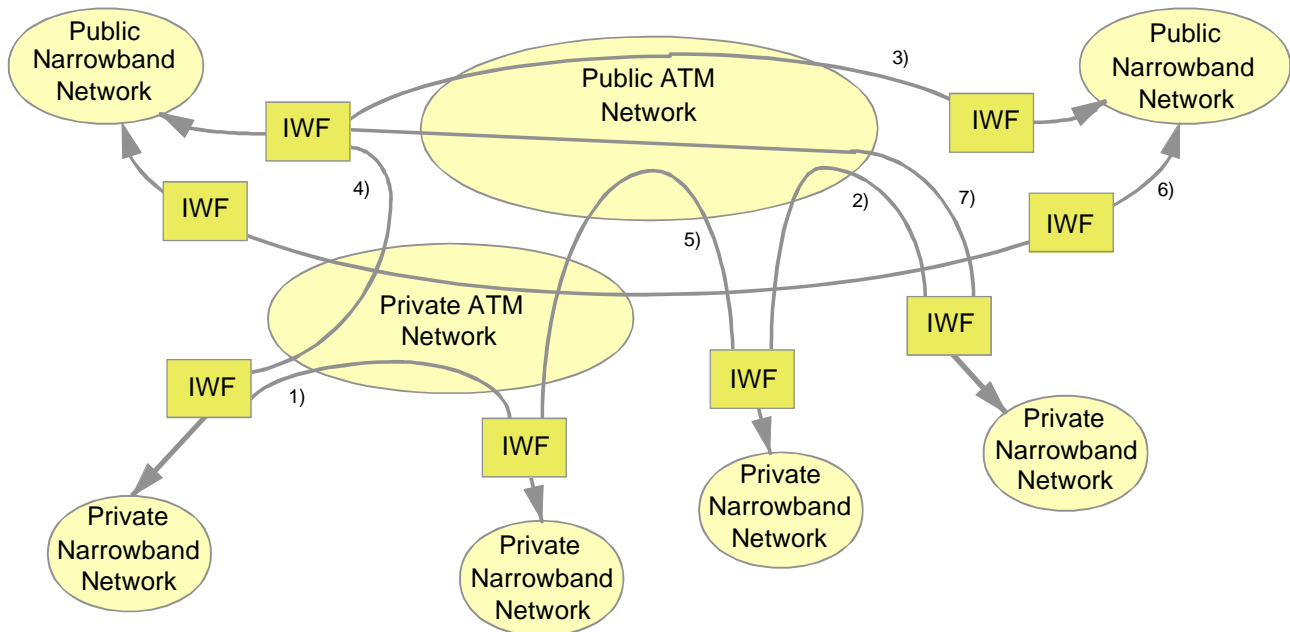 Public
Narrowband
Network
Public ATM
Network
3)
Public
Narrowband
Network
IWF
IWF
4)
IWF
2)
7)
6)
IWF
5)
Private ATM
Network
IWF
IWF
1)
IWF
IWF
Private
Narrowband
Network
Private
Narrowband
Network
Private
Narrowband
Network
Private
Narrowband
Network